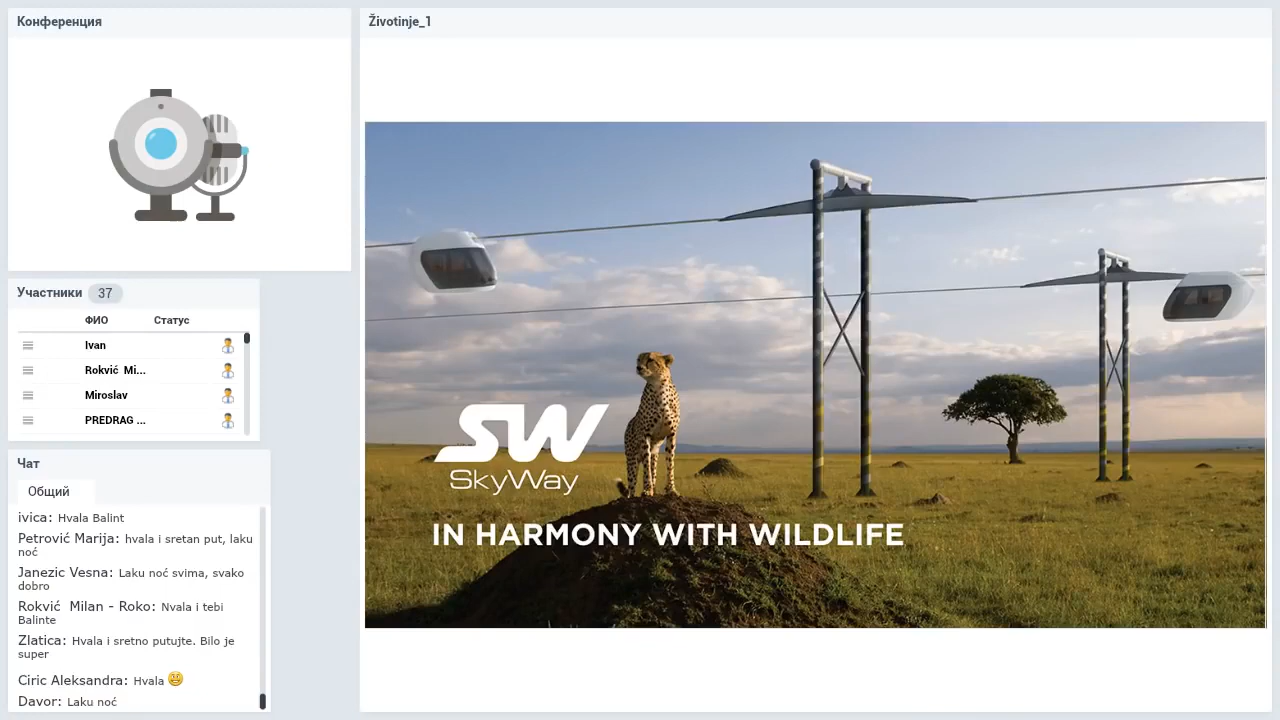 Конференция
Životinje_1
Участники 37
ФИО Статус
Ivan
Rokvić Mi...
Miroslav
PREDRAG ...
Чат
Общий
ivica: Hvala Balint
Petrović Marija: hvala i sretan put, laku
noć
Janezic Vesna: Laku noć svima, svako
dobro
Rokvić Milan - Roko: Nvala i tebi
Balinte
Zlatica: Hvala i sretno putujte. Bilo je
super
Ciric Aleksandra: Hvala
Davor: Laku noć
SW
SkyWay
IN HARMONY WITH WILDLIFE